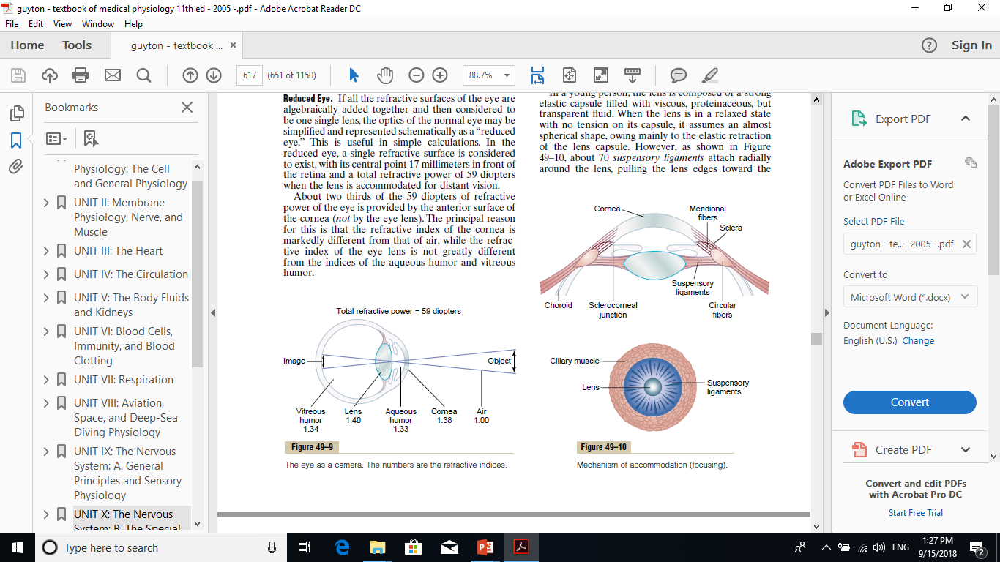 guyton - textbook of medical physiology 11th ed - 2005 -.pdf - Adobe Acrobat Reader DC
File Edit View Window Help
Home Tools guyton - textbook ... × Sign In
617 (651 of 1150) 88.7%
Bookmarks
Physiology: The Cell
and General Physiology
UNIT II: Membrane
Physiology, Nerve, and
Muscle
UNIT III: The Heart
UNIT IV: The Circulation
UNIT V: The Body Fluids
and Kidneys
UNIT VI: Blood Cells,
Immunity, and Blood
Clotting
UNIT VII: Respiration
UNIT VIII: Aviation,
Space, and Deep-Sea
Diving Physiology
UNIT IX: The Nervous
System: A. General
Principles and Sensory
Physiology
UNIT X: The Nervous
System: B. The Special
Reduced Eye. If all the refractive surfaces of the eye are
algebraically added together and then considered to
be one single lens, the optics of the normal eye may be
simplified and represented schematically as a “reduced
eye.” This is useful in simple calculations. In the
reduced eye, a single refractive surface is considered
to exist, with its central point 17 millimeters in front of
the retina and a total refractive power of 59 diopters
when the lens is accommodated for distant vision.
About two thirds of the 59 diopters of refractive
power of the eye is provided by the anterior surface of
the cornea (not by the eye lens). The principal reason
for this is that the refractive index of the cornea is
markedly different from that of air, while the refrac-
tive index of the eye lens is not greatly different
from the indices of the aqueous humor and vitreous
humor.
Total refractive power = 59 diopters
Image
Object
Vitreous
humor
1.34
Lens
1.40
Aqueous
humor
1.33
Cornea
1.38
Air
1.00
Figure 49–9
The eye as a camera. The numbers are the refractive indices.
In a young person, the lens is composed of a strong
elastic capsule filled with viscous, proteinaceous, but
transparent fluid. When the lens is in a relaxed state
with no tension on its capsule, it assumes an almost
spherical shape, owing mainly to the elastic retraction
of the lens capsule. However, as shown in Figure
49–10, about 70 suspensory ligaments attach radially
around the lens, pulling the lens edges toward the
Cornea
Meridional
fibers
Sclera
Suspensory
ligaments
Choroid
Sclerocorneal
junction
Circular
fibers
Ciliary muscle
Lens
Suspensory
ligaments
Figure 49–10
Mechanism of accommodation (focusing).
Export PDF
Adobe Export PDF
Convert PDF Files to Word
or Excel Online
Select PDF File
guyton - te...- 2005 -.pdf
Convert to
Microsoft Word (*.docx)
Document Language:
English (U.S.) Change
Convert
Create PDF
Convert and edit PDFs
with Acrobat Pro DC
Start Free Trial
Type here to search
ENG
1:27 PM
9/15/2018
2